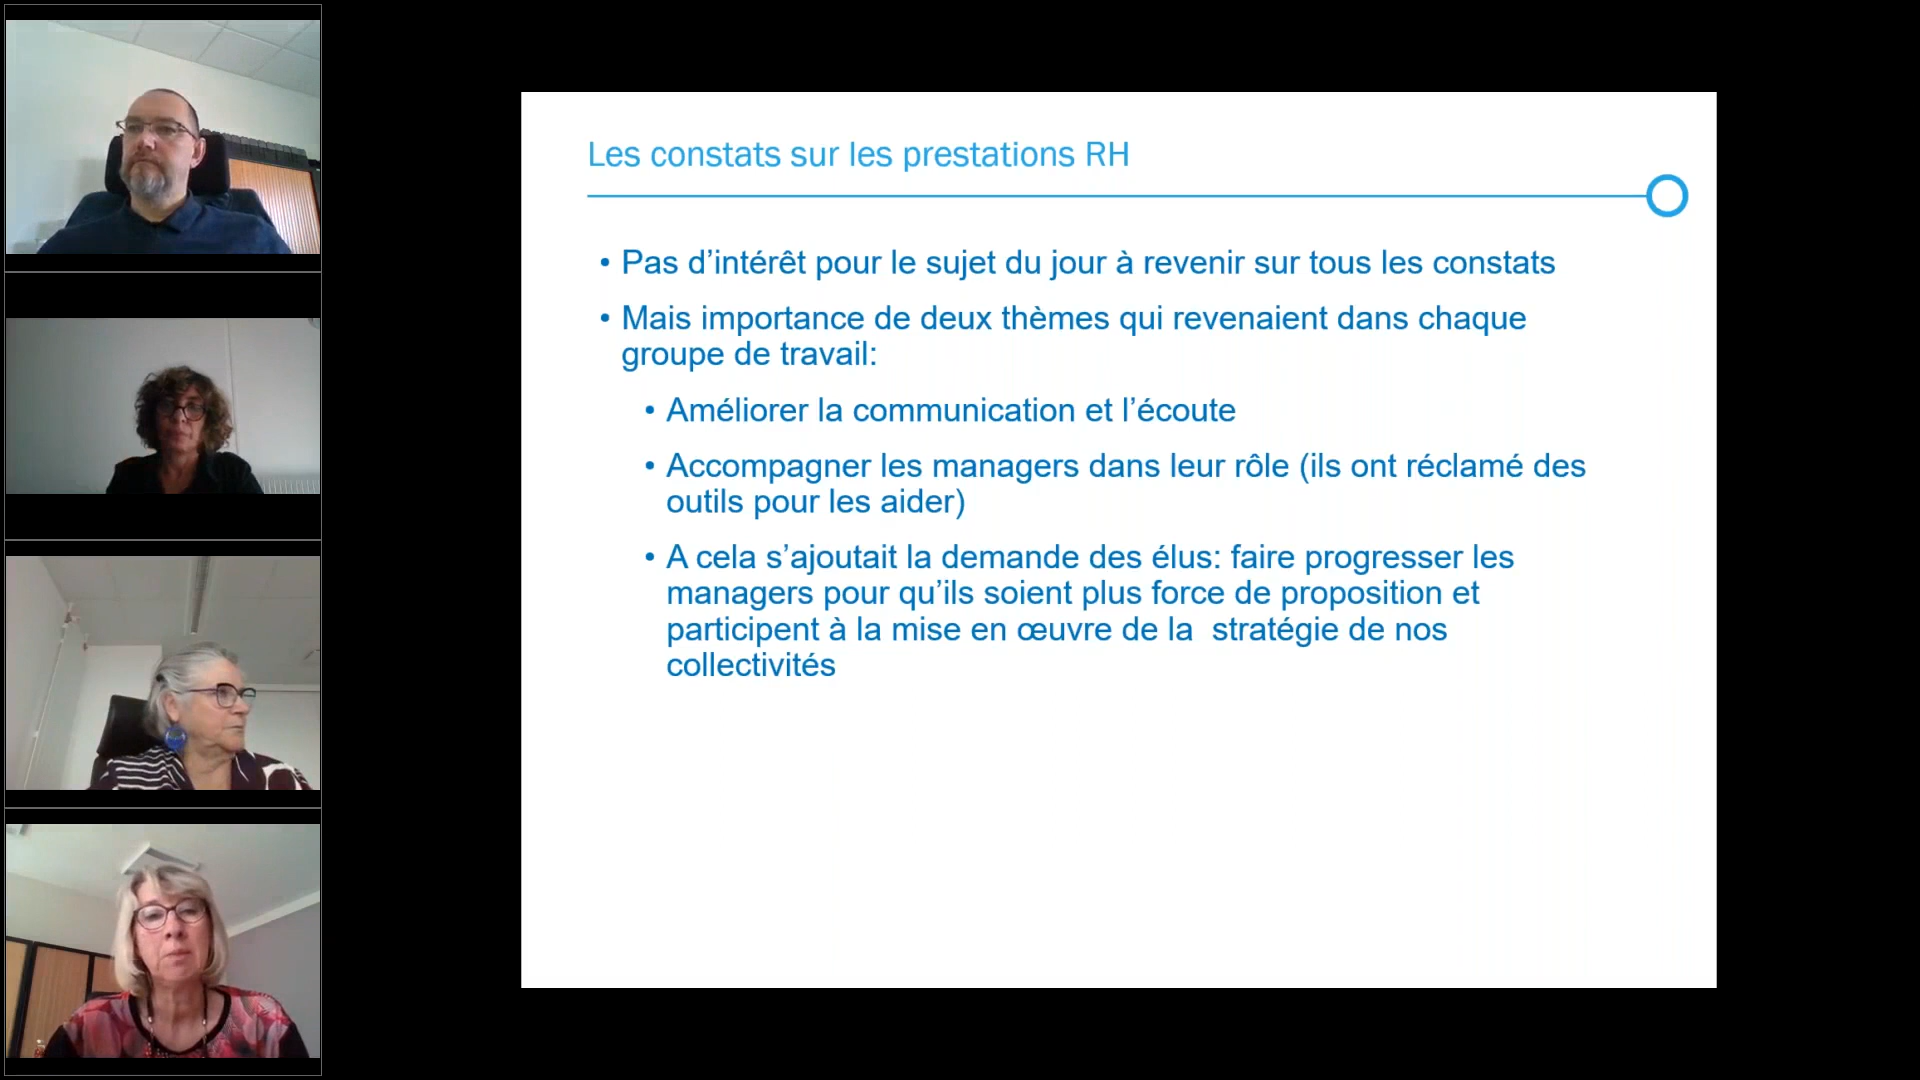 Les constats sur les prestations RH
• Pas d’intérêt pour le sujet du jour à revenir sur tous les constats
• Mais importance de deux thèmes qui revenaient dans chaque
groupe de travail:
• Améliorer la communication et l’écoute
• Accompagner les managers dans leur rôle (ils ont réclamé des
outils pour les aider)
• A cela s’ajoutait la demande des élus: faire progresser les
managers pour qu’ils soient plus force de proposition et
participent à la mise en œuvre de la  stratégie de nos
collectivités